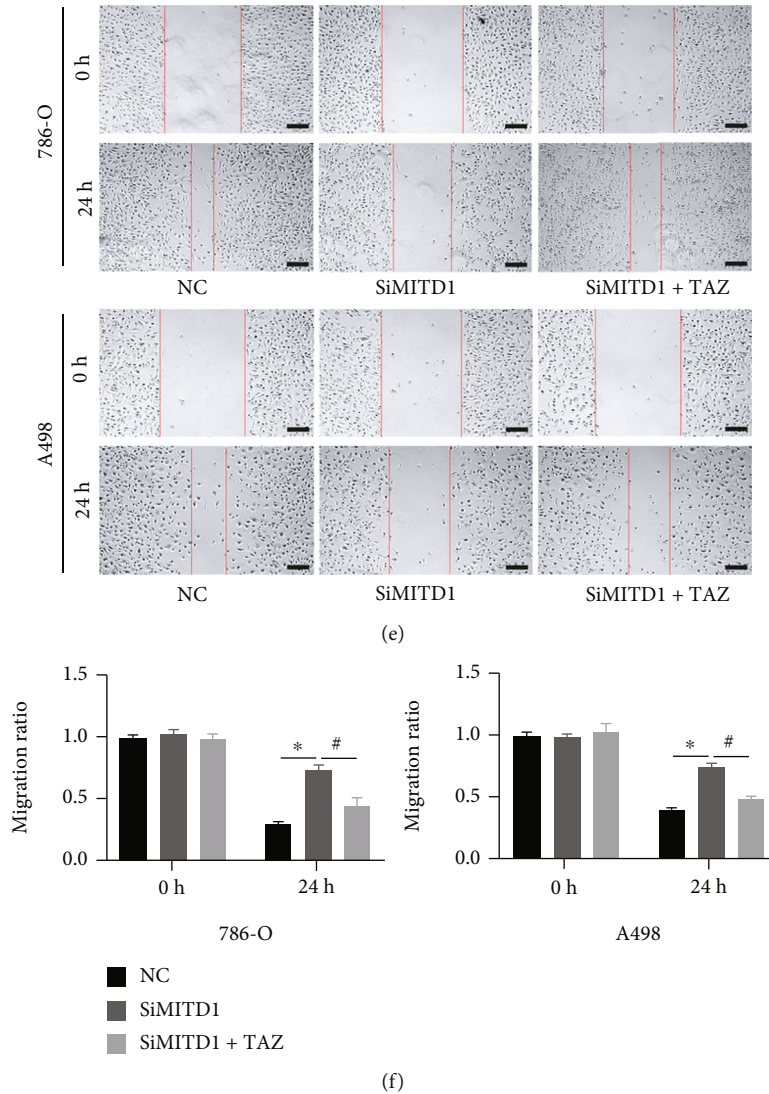 786-O
0 h
24 h
NC
SiMITD1
SiMITD1 + TAZ
A498
0 h
24 h
NC
SiMITD1
SiMITD1 + TAZ
(e)
Migration ratio
1.5
1.0
0.5
0.0
*
#
0 h
24 h
786-O
Migration ratio
1.5
1.0
0.5
0.0
*
#
0 h
24 h
A498
NC
SiMITD1
SiMITD1 + TAZ
(f)